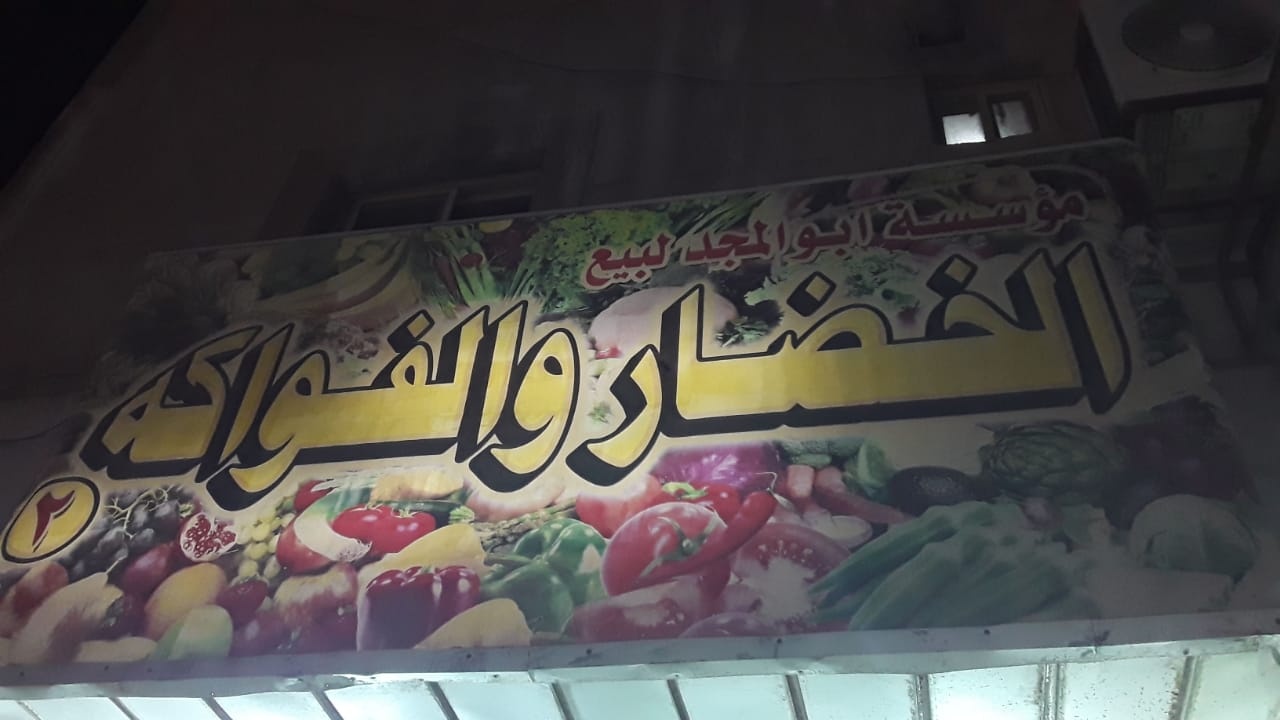 مؤسسة ابو المجد لبيع
الخضار والفواكه
٢